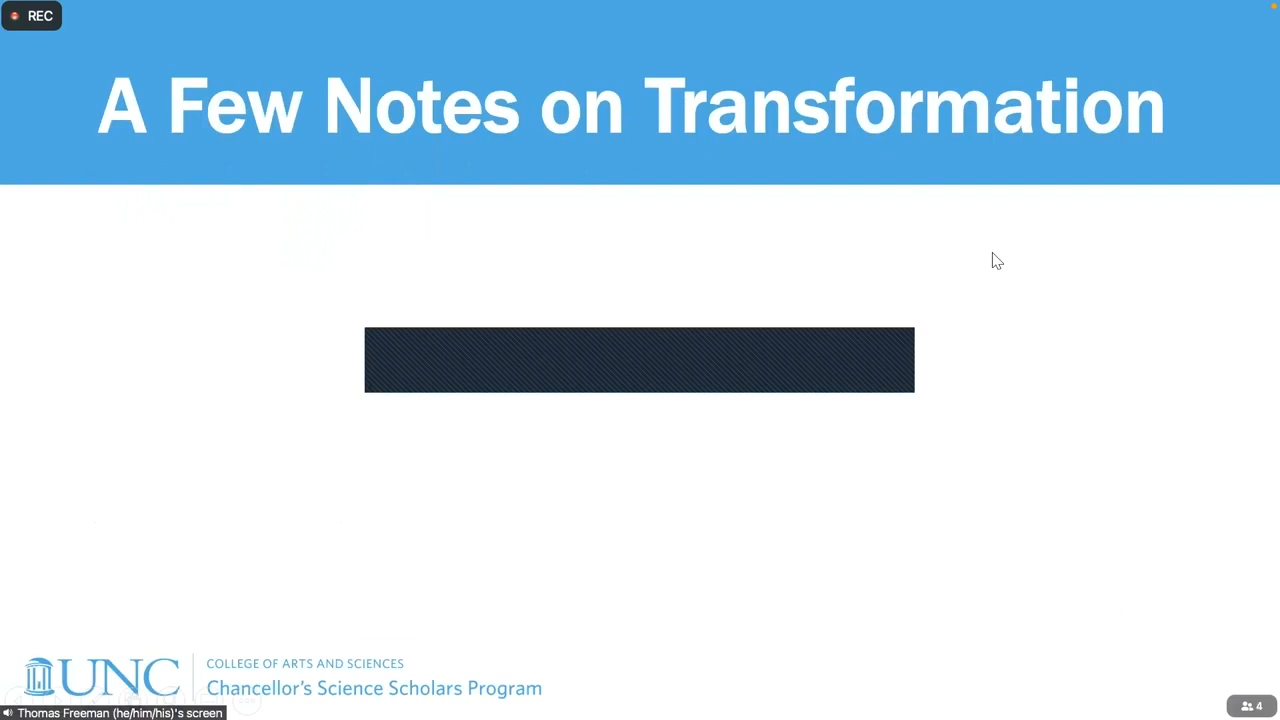 REC
A Few Notes on Transformation
UNC
COLLEGE OF ARTS AND SCIENCES
Chancellor's Science Scholars Program
Thomas Freeman (he/him/his)'s screen
4